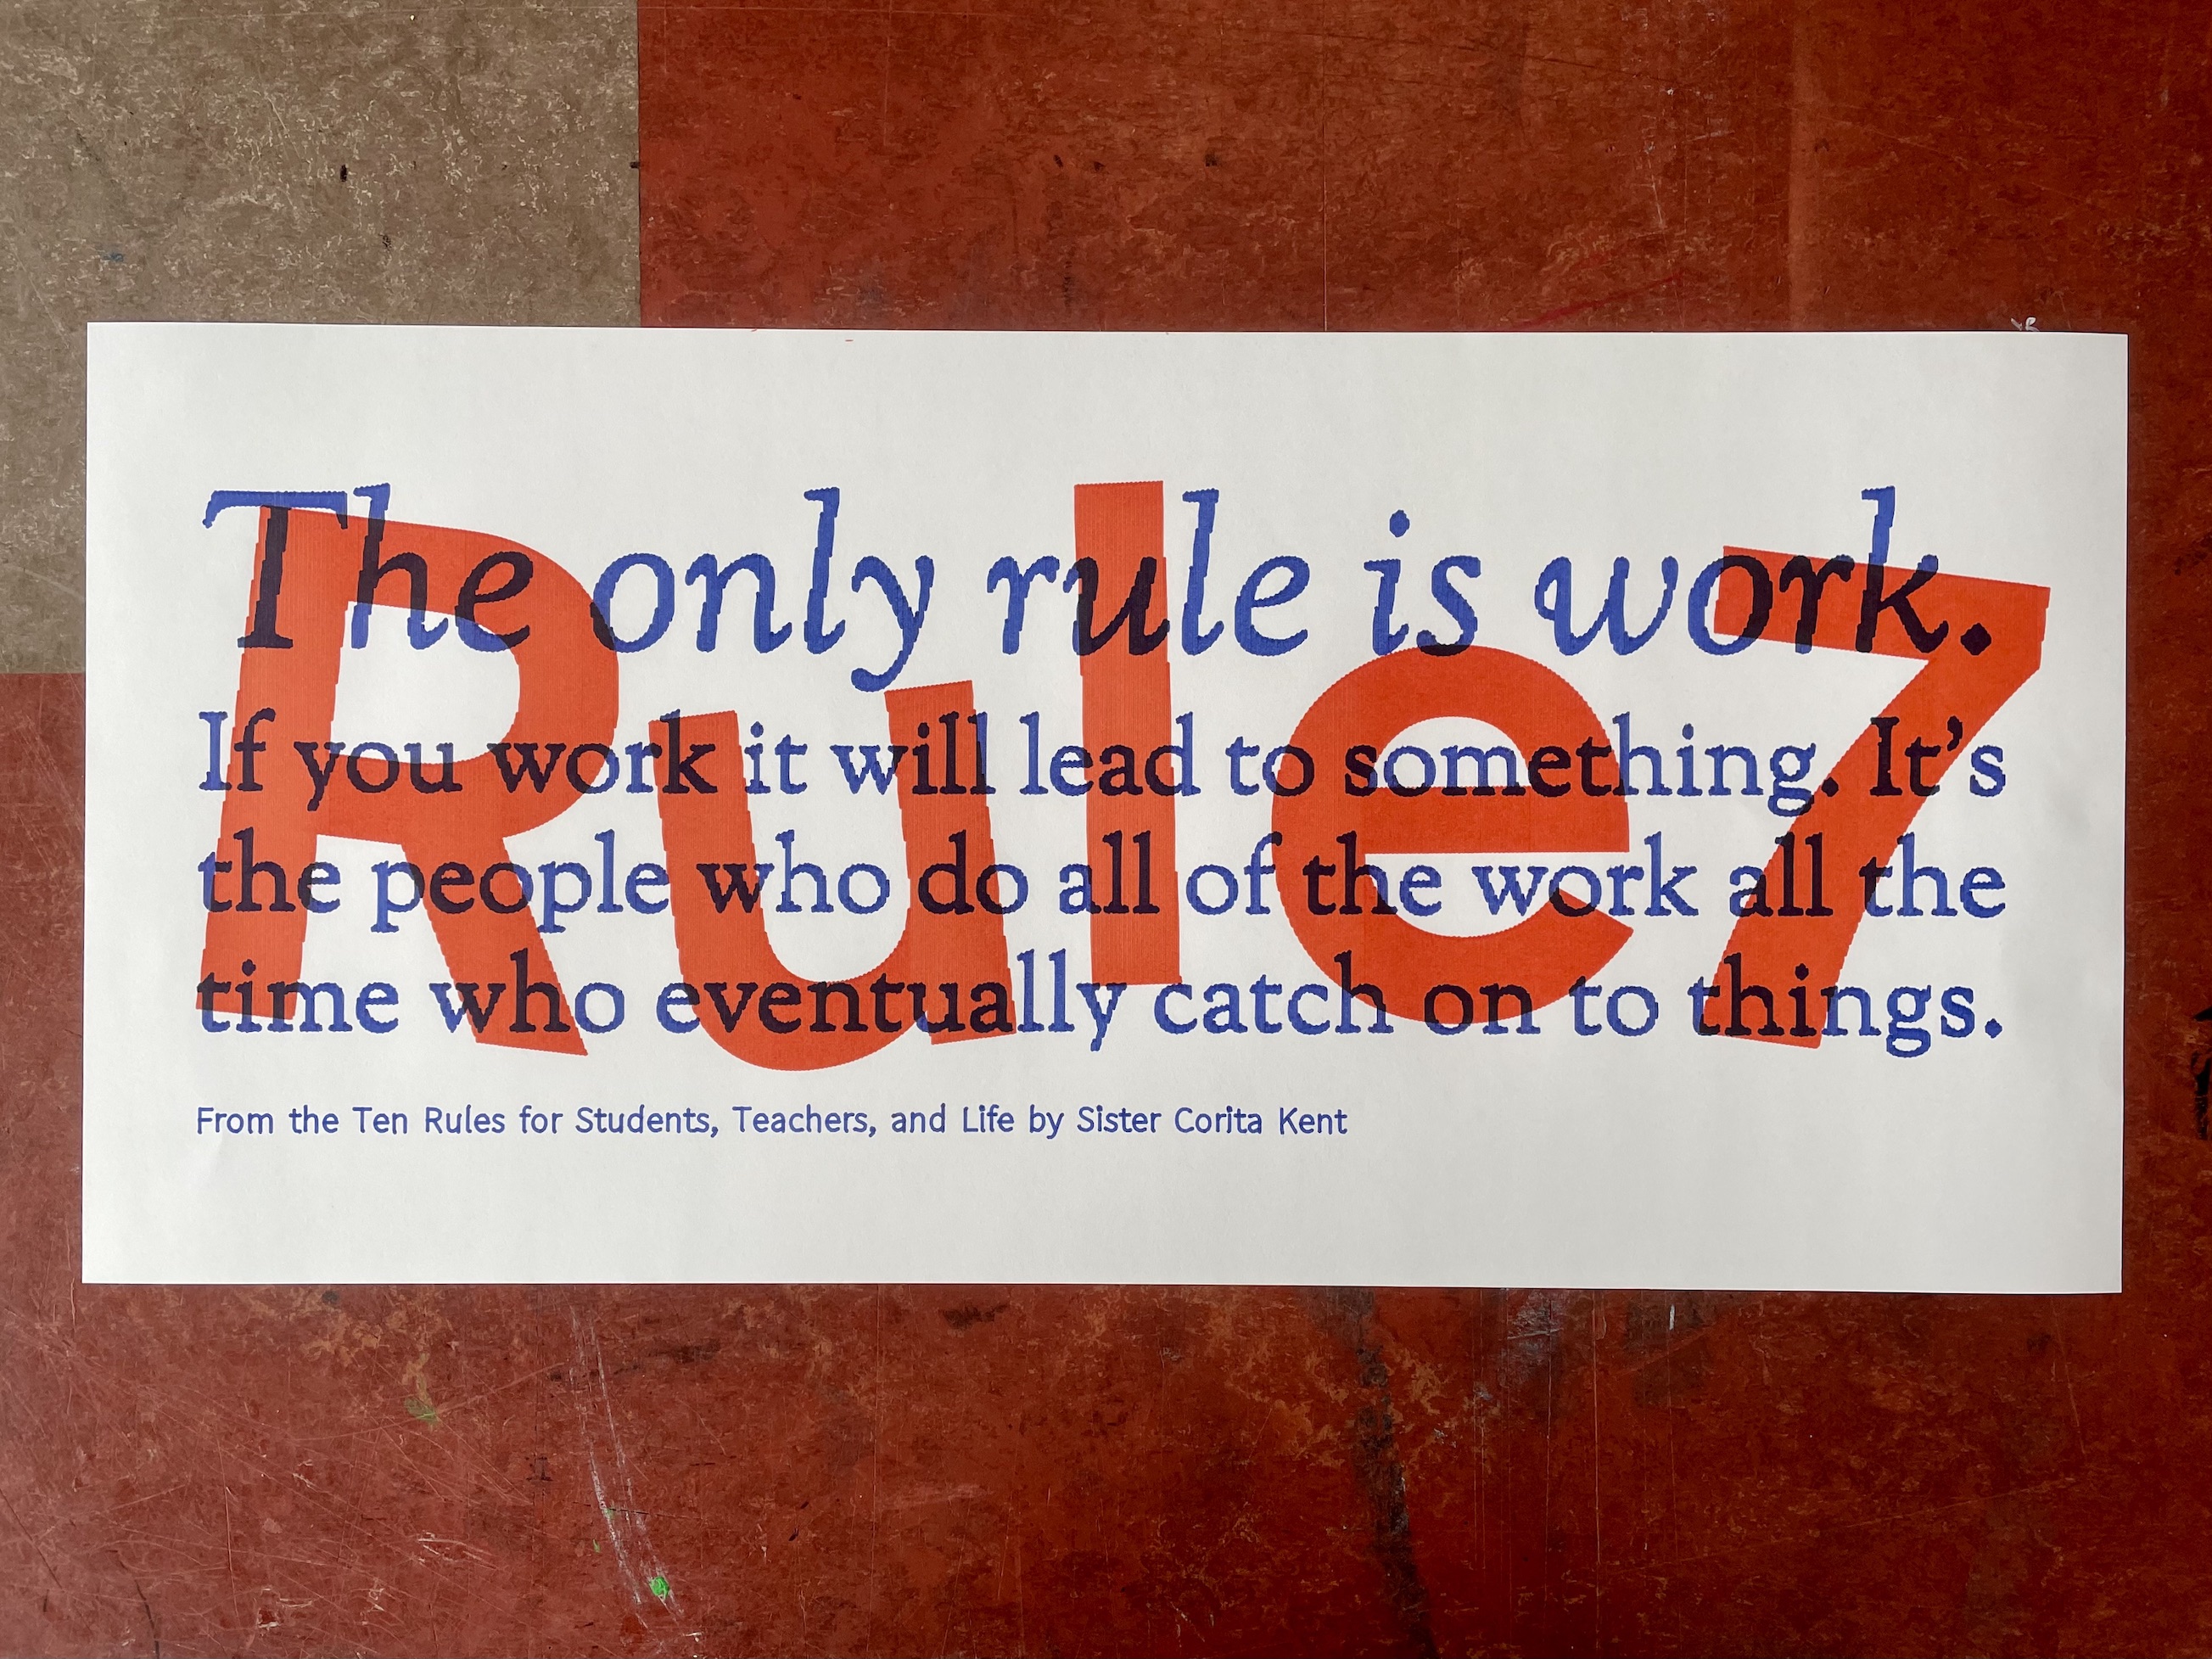 Rule 7
The only rule is work.
If you work it will lead to something. It’s
the people who do all of the work all the
time who eventually catch on to things.
From the Ten Rules for Students, Teachers, and Life by Sister Corita Kent